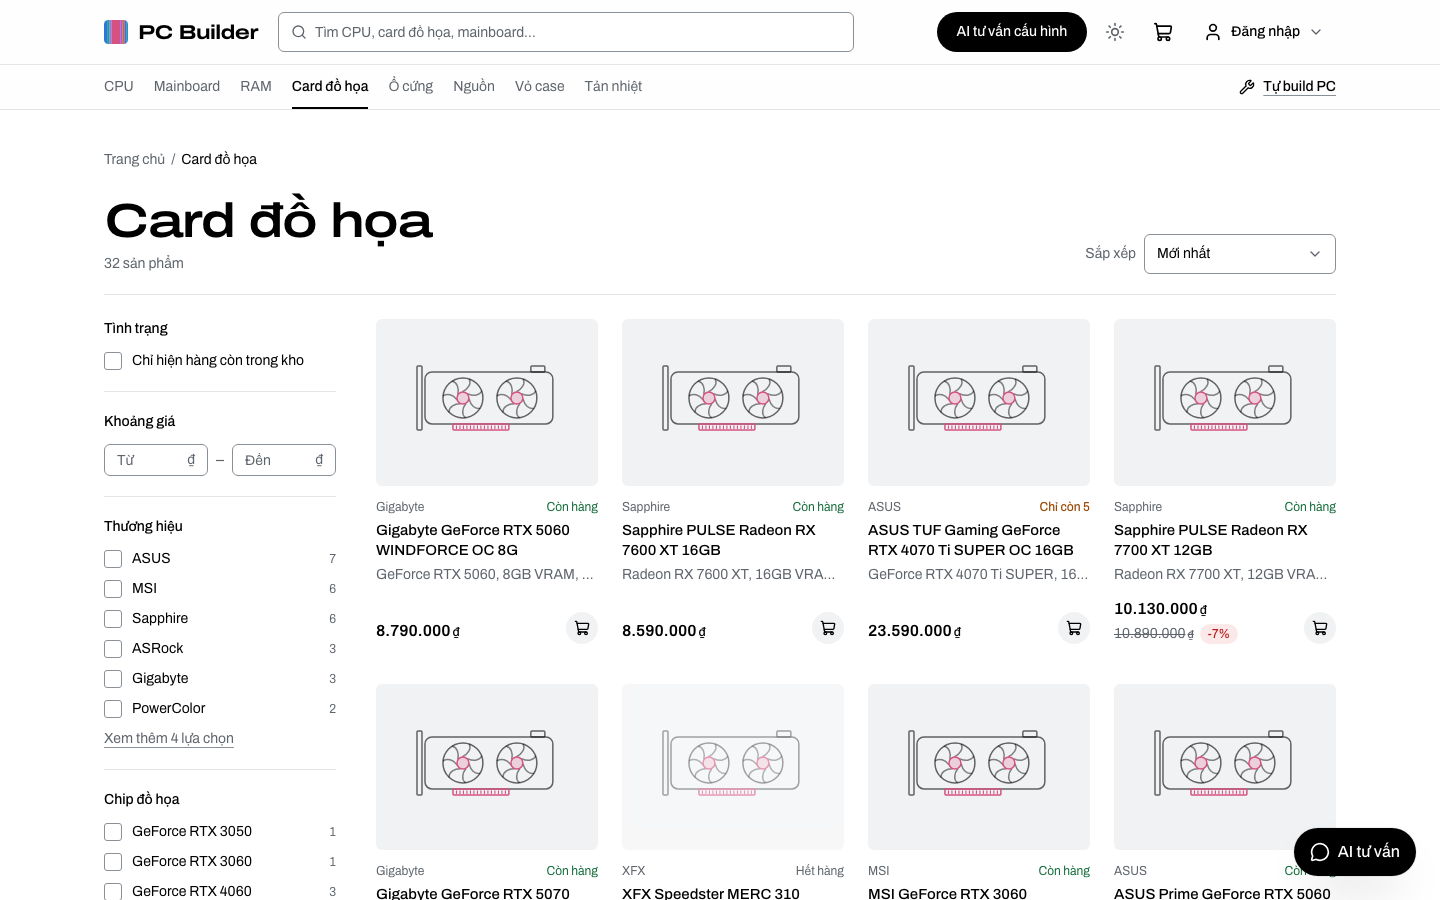 PC Builder
Tìm CPU, card đồ họa, mainboard...
AI tư vấn cấu hình
Đăng nhập
CPU
Mainboard
RAM
Card đồ họa
Ổ cứng
Nguồn
Vỏ case
Tản nhiệt
Tự build PC
Trang chủ / Card đồ họa
Card đồ họa
32 sản phẩm
Sắp xếp
Mới nhất
Tình trạng
Chỉ hiện hàng còn trong kho
Khoảng giá
Từ ₫ – Đến ₫
Thương hiệu
ASUS 7
MSI 6
Sapphire 6
ASRock 3
Gigabyte 3
PowerColor 2
Xem thêm 4 lựa chọn
Chip đồ họa
GeForce RTX 3050 1
GeForce RTX 3060 1
GeForce RTX 4060 3
Gigabyte Còn hàng
Gigabyte GeForce RTX 5060
WINDFORCE OC 8G
GeForce RTX 5060, 8GB VRAM, ...
8.790.000 ₫
Sapphire Còn hàng
Sapphire PULSE Radeon RX
7600 XT 16GB
Radeon RX 7600 XT, 16GB VRA...
8.590.000 ₫
ASUS Chỉ còn 5
ASUS TUF Gaming GeForce
RTX 4070 Ti SUPER OC 16GB
GeForce RTX 4070 Ti SUPER, 16...
23.590.000 ₫
Sapphire Còn hàng
Sapphire PULSE Radeon RX
7700 XT 12GB
Radeon RX 7700 XT, 12GB VRA...
10.130.000 ₫
10.890.000 ₫ -7%
Gigabyte Còn hàng
Gigabyte GeForce RTX 5070
XFX Hết hàng
XFX Speedster MERC 310
MSI Còn hàng
MSI GeForce RTX 3060
ASUS
ASUS Prime GeForce RTX 5060
AI tư vấn